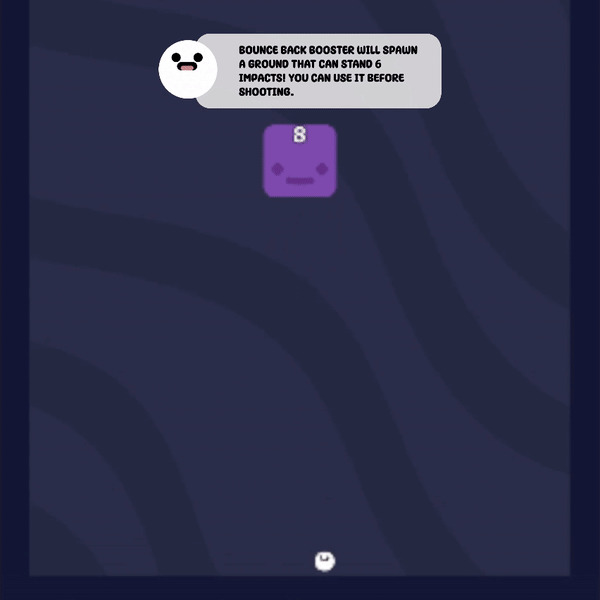 BOUNCE BACK BOOSTER WILL SPAWN
A GROUND THAT CAN STAND 6
IMPACTS! YOU CAN USE IT BEFORE
SHOOTING.
8